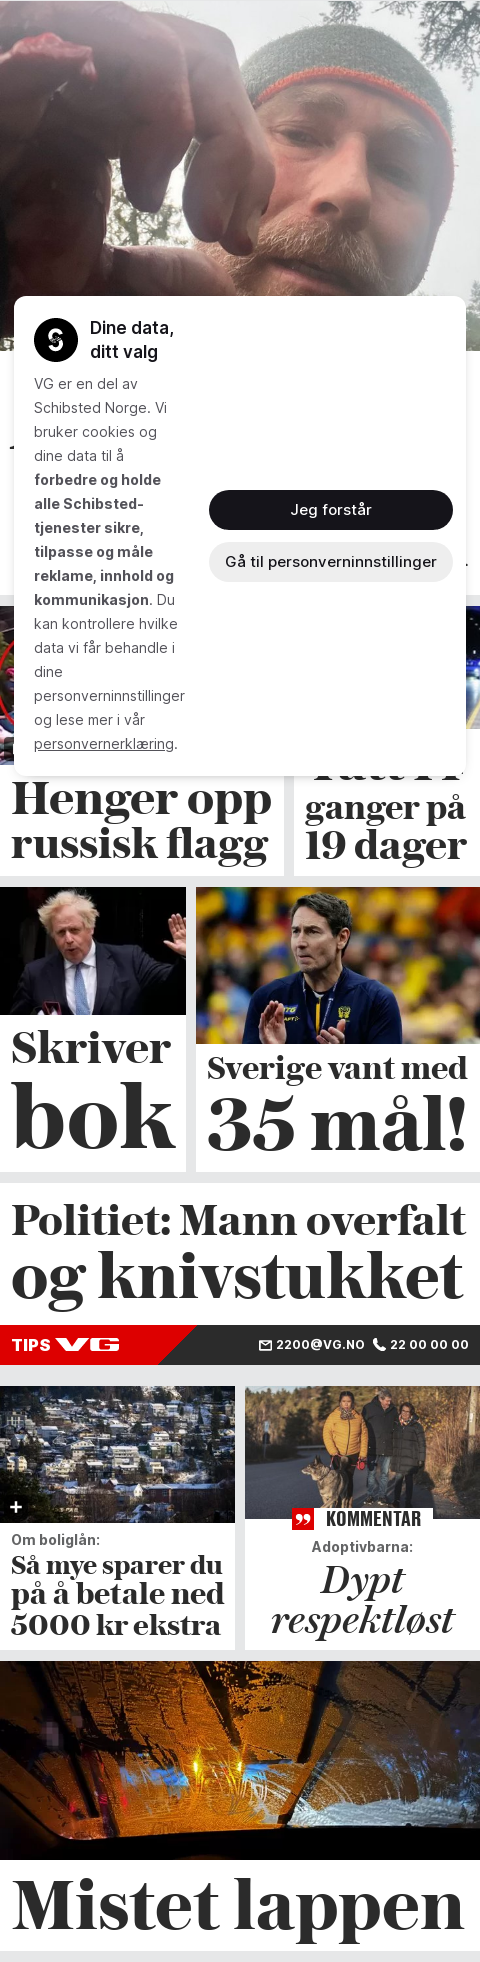 Dine data,
ditt valg
VG er en del av
Schibsted Norge. Vi
bruker cookies og
dine data til å
forbedre og holde
alle Schibsted-
tjenester sikre,
tilpasse og måle
reklame, innhold og
kommunikasjon. Du
kan kontrollere hvilke
data vi får behandle i
dine
personverninnstillinger
og lese mer i vår
personvernerklæring.
Jeg forstår
Gå til personverninnstillinger
Henger opp
russisk flagg
ganger på
19 dager
Skriver
bok
Sverige vant med
35 mål!
Politiet: Mann overfalt
og knivstukket
TIPS VG
2200@VG.NO 22 00 00 00
Om boliglån:
Så mye sparer du
på å betale ned
5000 kr ekstra
KOMMENTAR
Adoptivbarna:
Dypt
respektløst
Mistet lappen